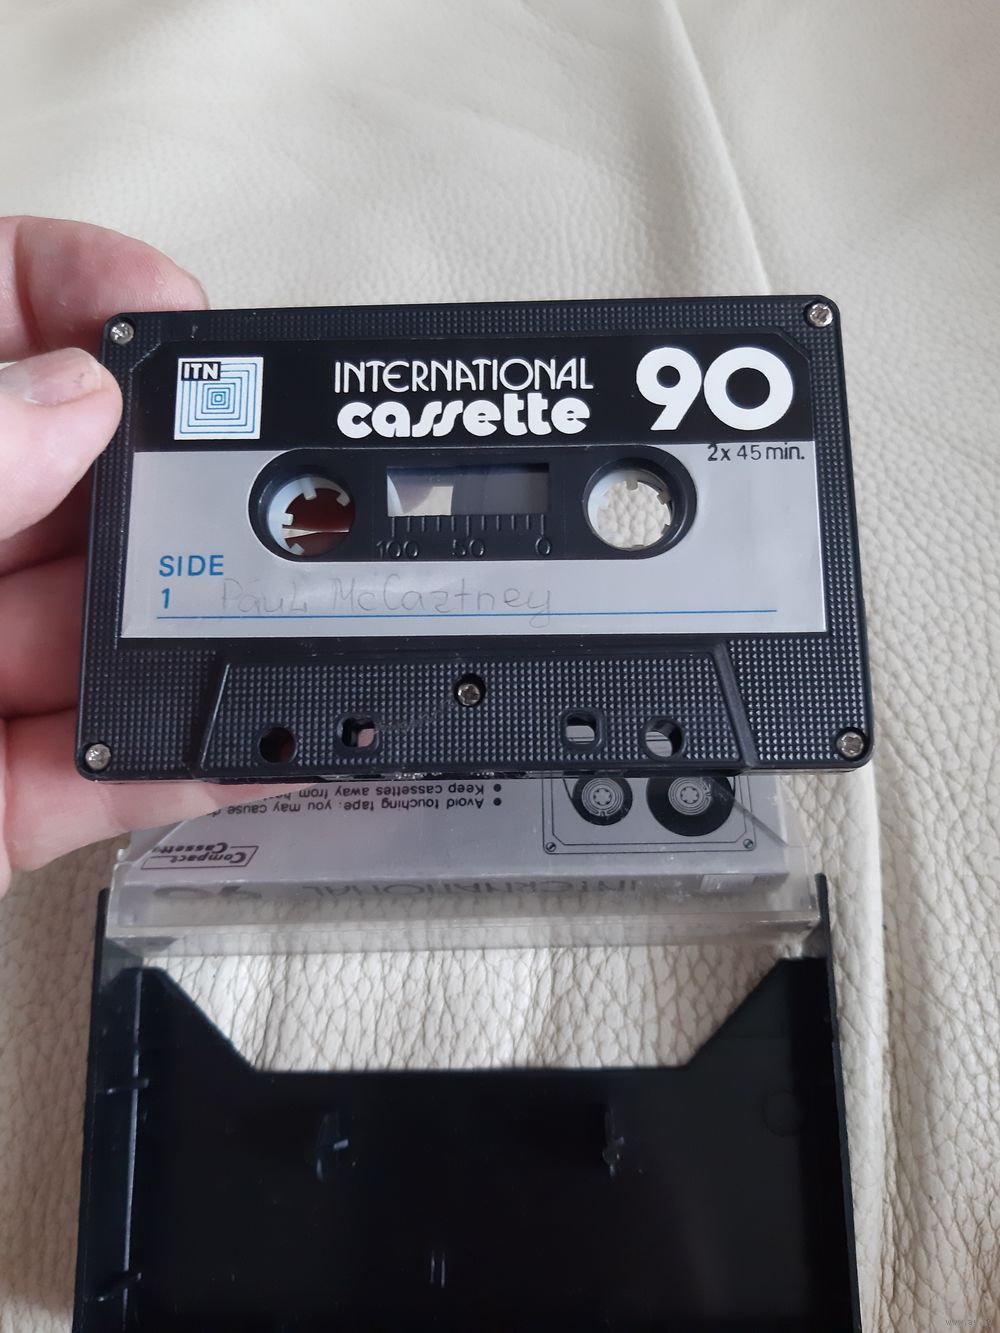 ITN
INTERNATIONAL
cassette
90
2x 45 min.
100 50 0
SIDE
1 Paul McCartney
Avoid touching tape: you may cause
Keep cassettes away from
Compact
Cassette
INTERNATIONAL
90